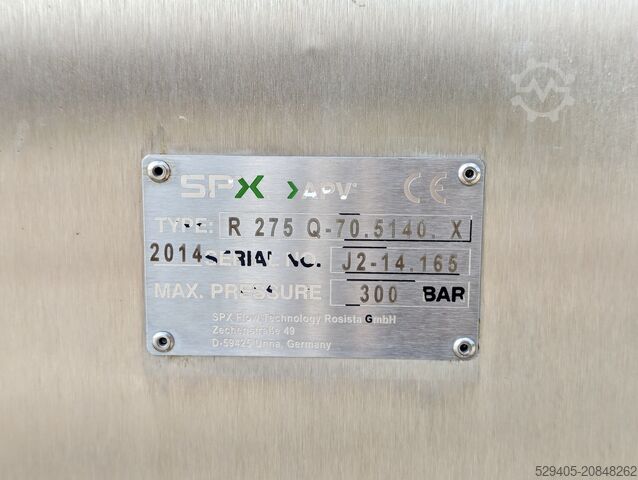 SPX APV® CE
TYPE: R 275 Q-70.5140. X
2014 SERIAL NO. J2-14.165
MAX. PRESSURE 300 BAR
SPX Flow Technology Rosista GmbH
Zechenstraße 49
D-59425 Unna, Germany
529405-20848262